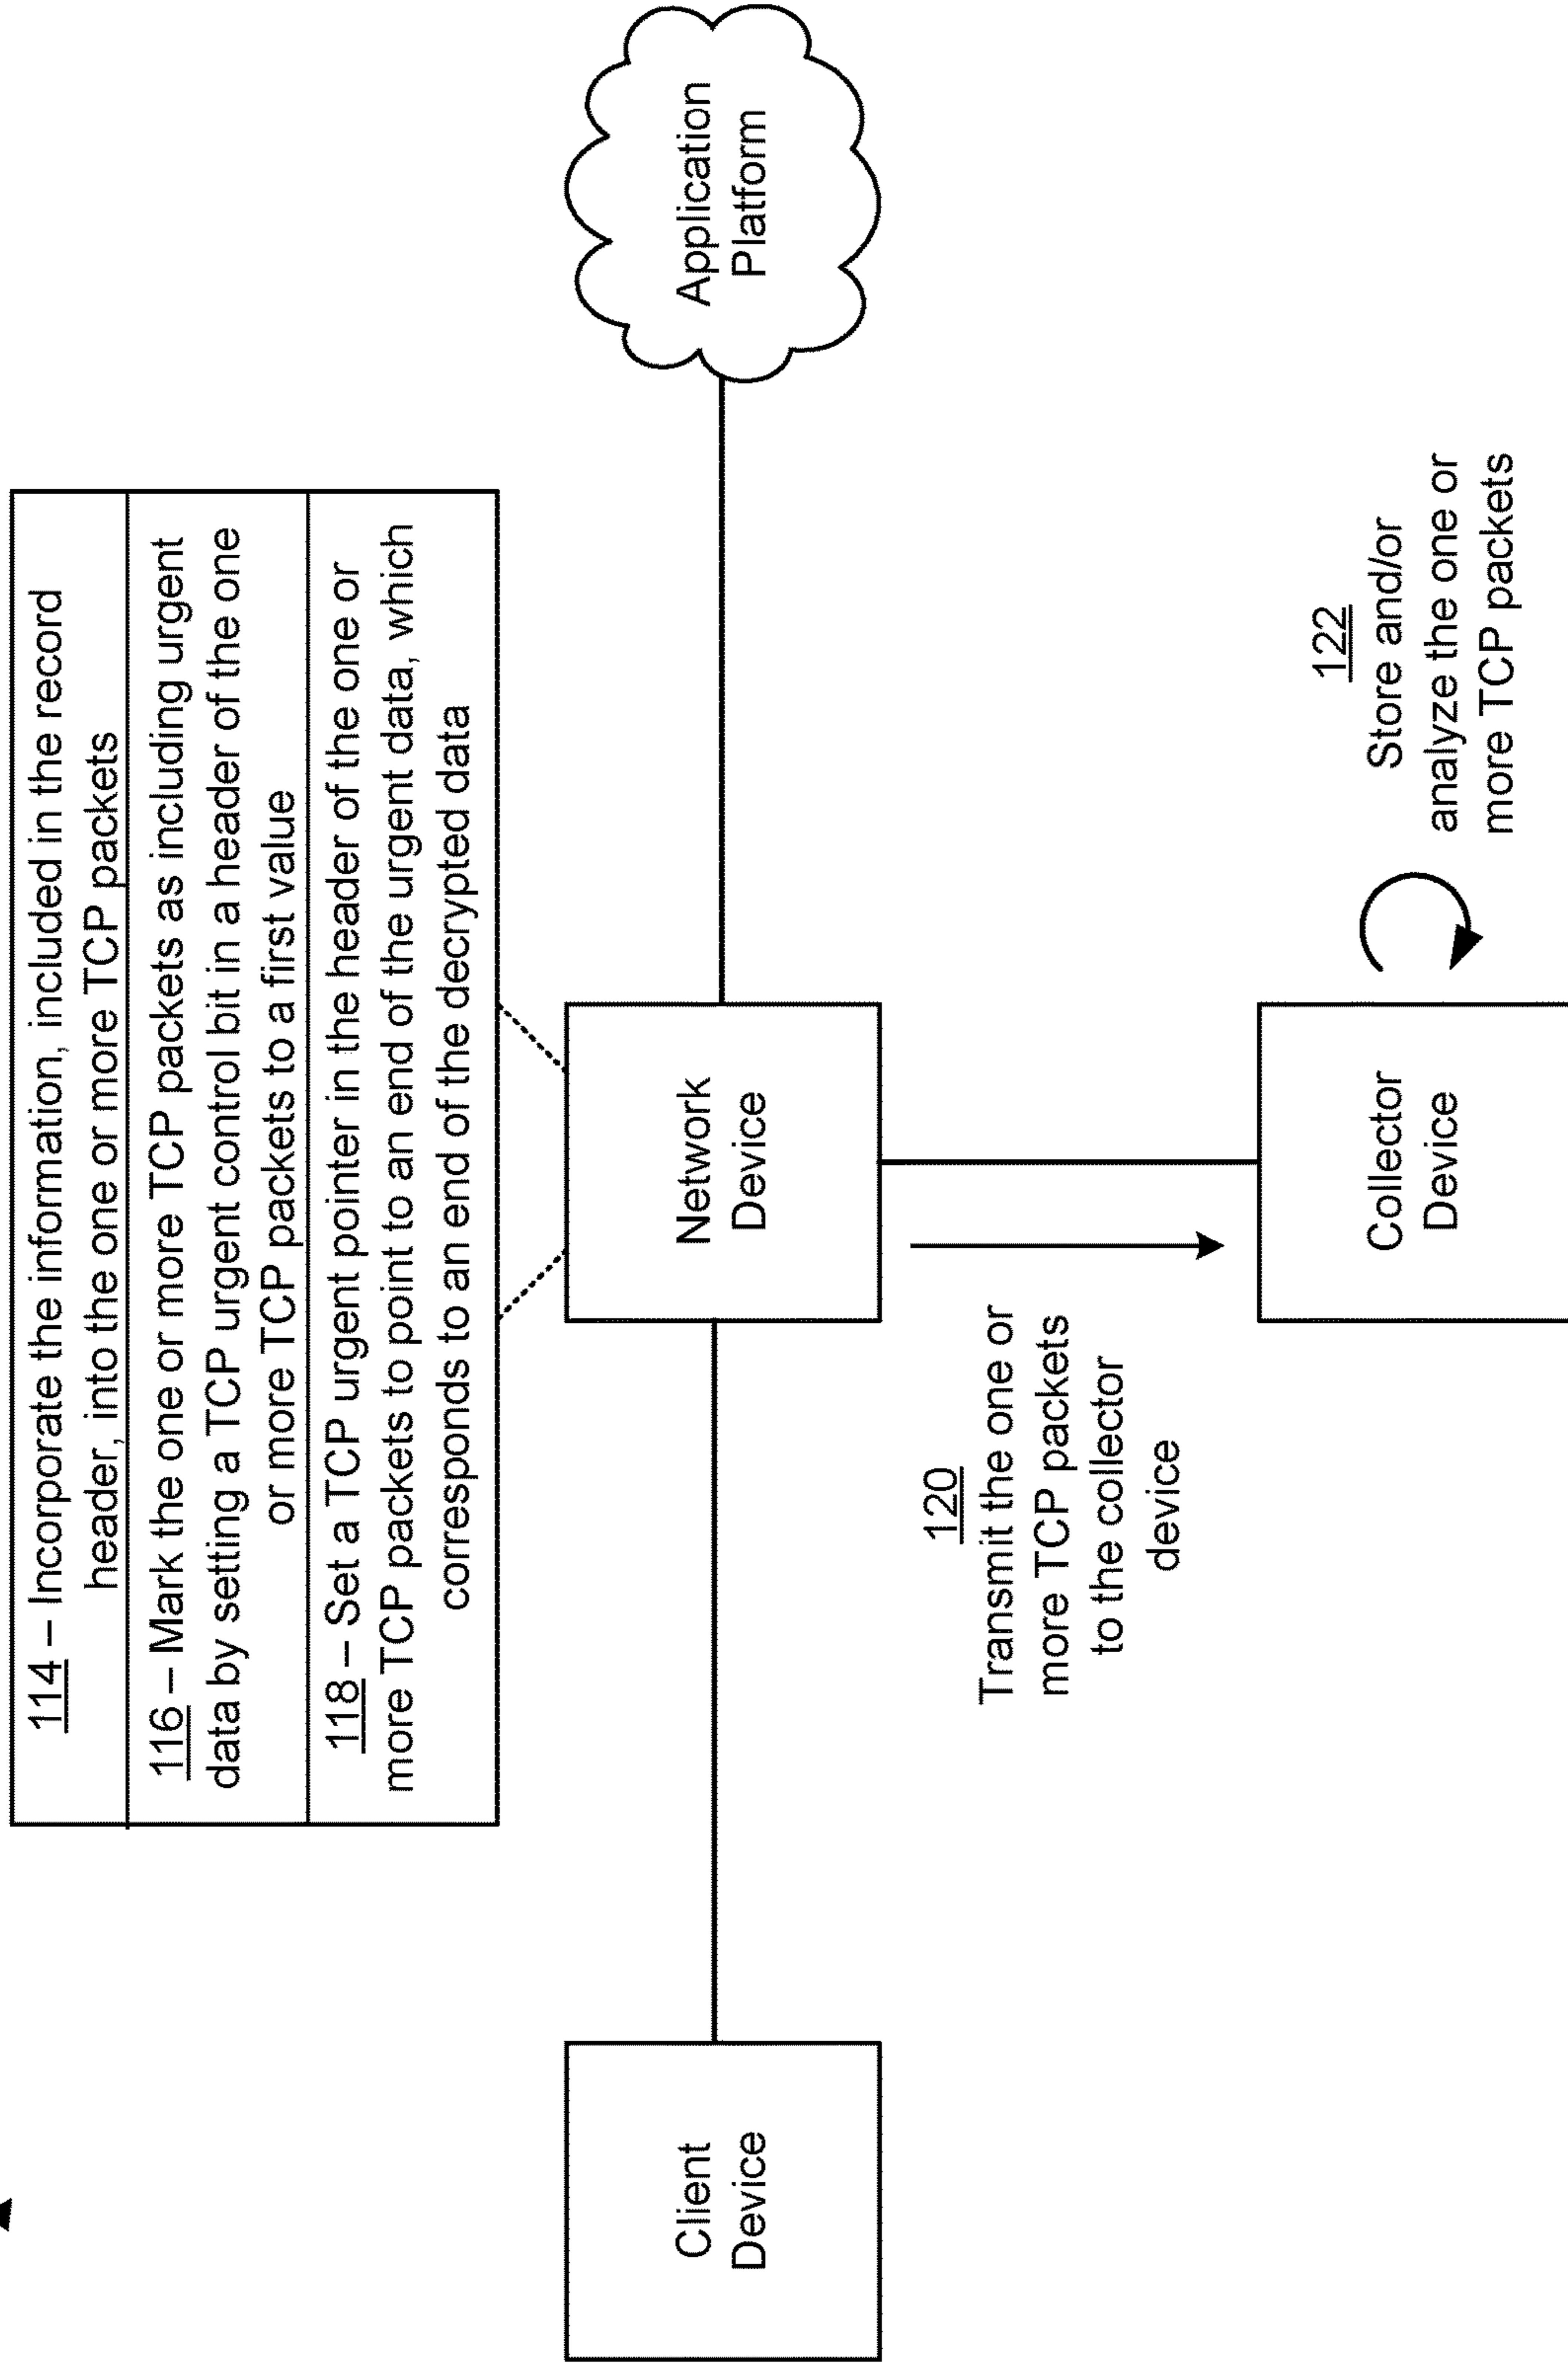 114 – Incorporate the information, included in the record
header, into the one or more TCP packets
116 – Mark the one or more TCP packets as including urgent
data by setting a TCP urgent control bit in a header of the one
or more TCP packets to a first value
118 – Set a TCP urgent pointer in the header of the one or
more TCP packets to point to an end of the urgent data, which
corresponds to an end of the decrypted data
Client
Device
Network
Device
Application
Platform
120
Transmit the one or
more TCP packets
to the collector
device
Collector
Device
122
Store and/or
analyze the one or
more TCP packets